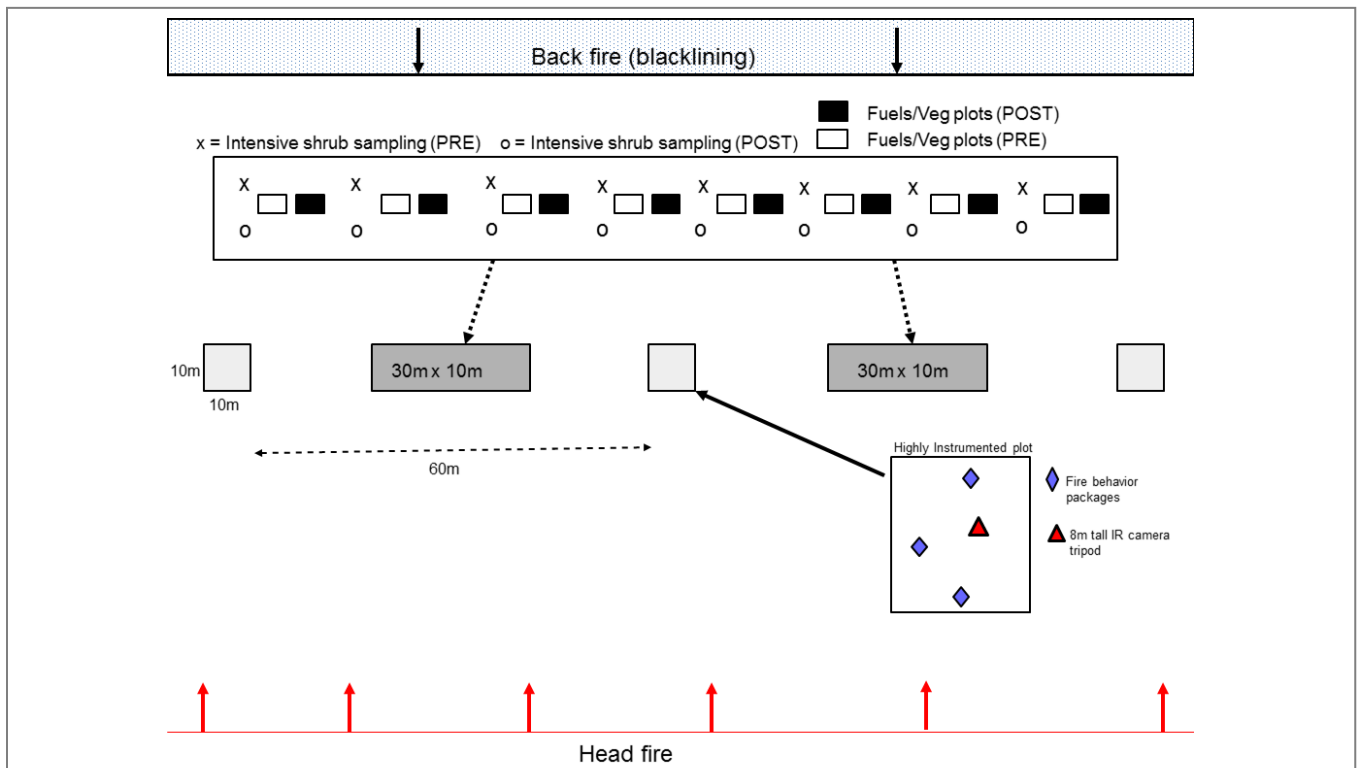 Back fire (blacklining)
Fuels/Veg plots (POST)
x = Intensive shrub sampling (PRE) o = Intensive shrub sampling (POST) Fuels/Veg plots (PRE)
x x x x x x x x
o o o o o o o o
10m 30m x 10m 30m x 10m
10m
60m
Highly Instrumented plot
Fire behavior
packages
8m tall IR camera
tripod
Head fire